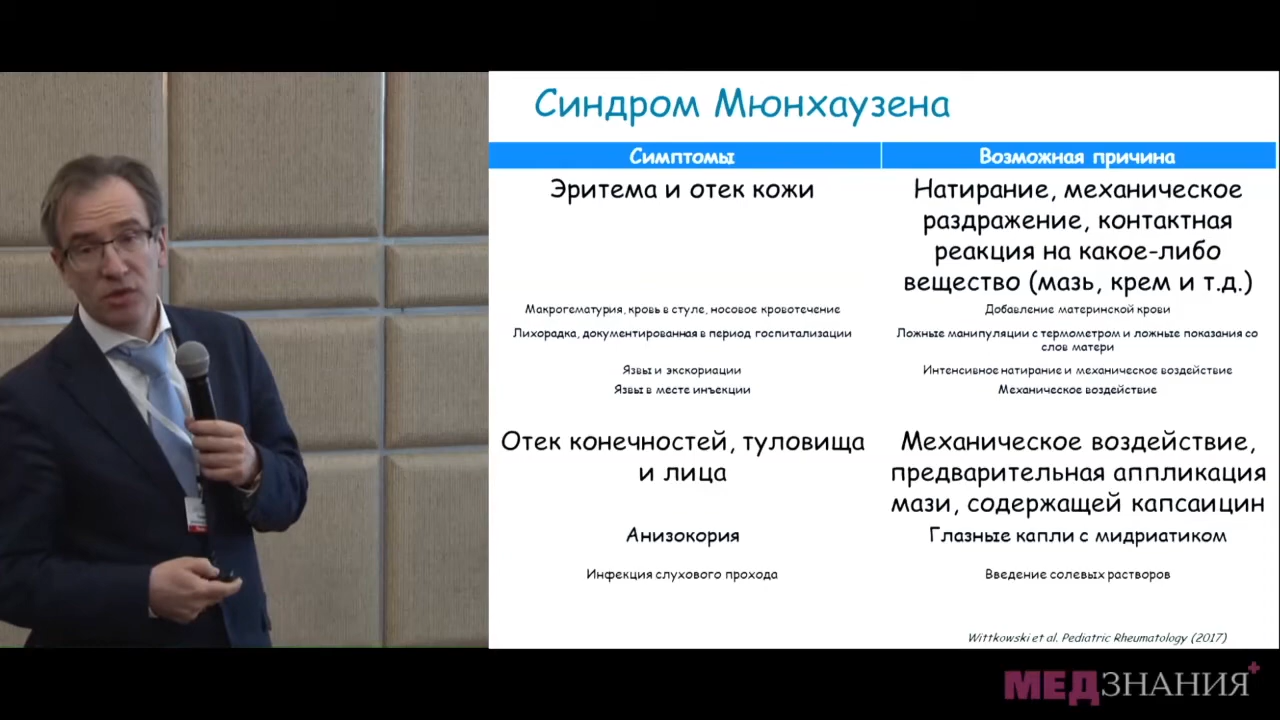 Синдром Мюнхаузена
Симптомы
Возможная причина
Эритема и отек кожи
Натирание, механическое
раздражение, контактная
реакция на какое-либо
вещество (мазь, крем и т.д.)
Макрогематурия, кровь в стуле, носовое кровотечение
Добавление материнской крови
Лихорадка, документированная в период госпитализации
Ложные манипуляции с термометром и ложные показания со
слов матери
Язвы и экскориации
Интенсивное натирание и механическое воздействие
Язвы в месте инъекции
Механическое воздействие
Отек конечностей, туловища
и лица
Механическое воздействие,
предварительная аппликация
мази, содержащей капсаицин
Анизокория
Глазные капли с мидриатиком
Инфекция слухового прохода
Введение солевых растворов
Wittkowski et al. Pediatric Rheumatology (2017)
МЕДЗНАНИЯ+